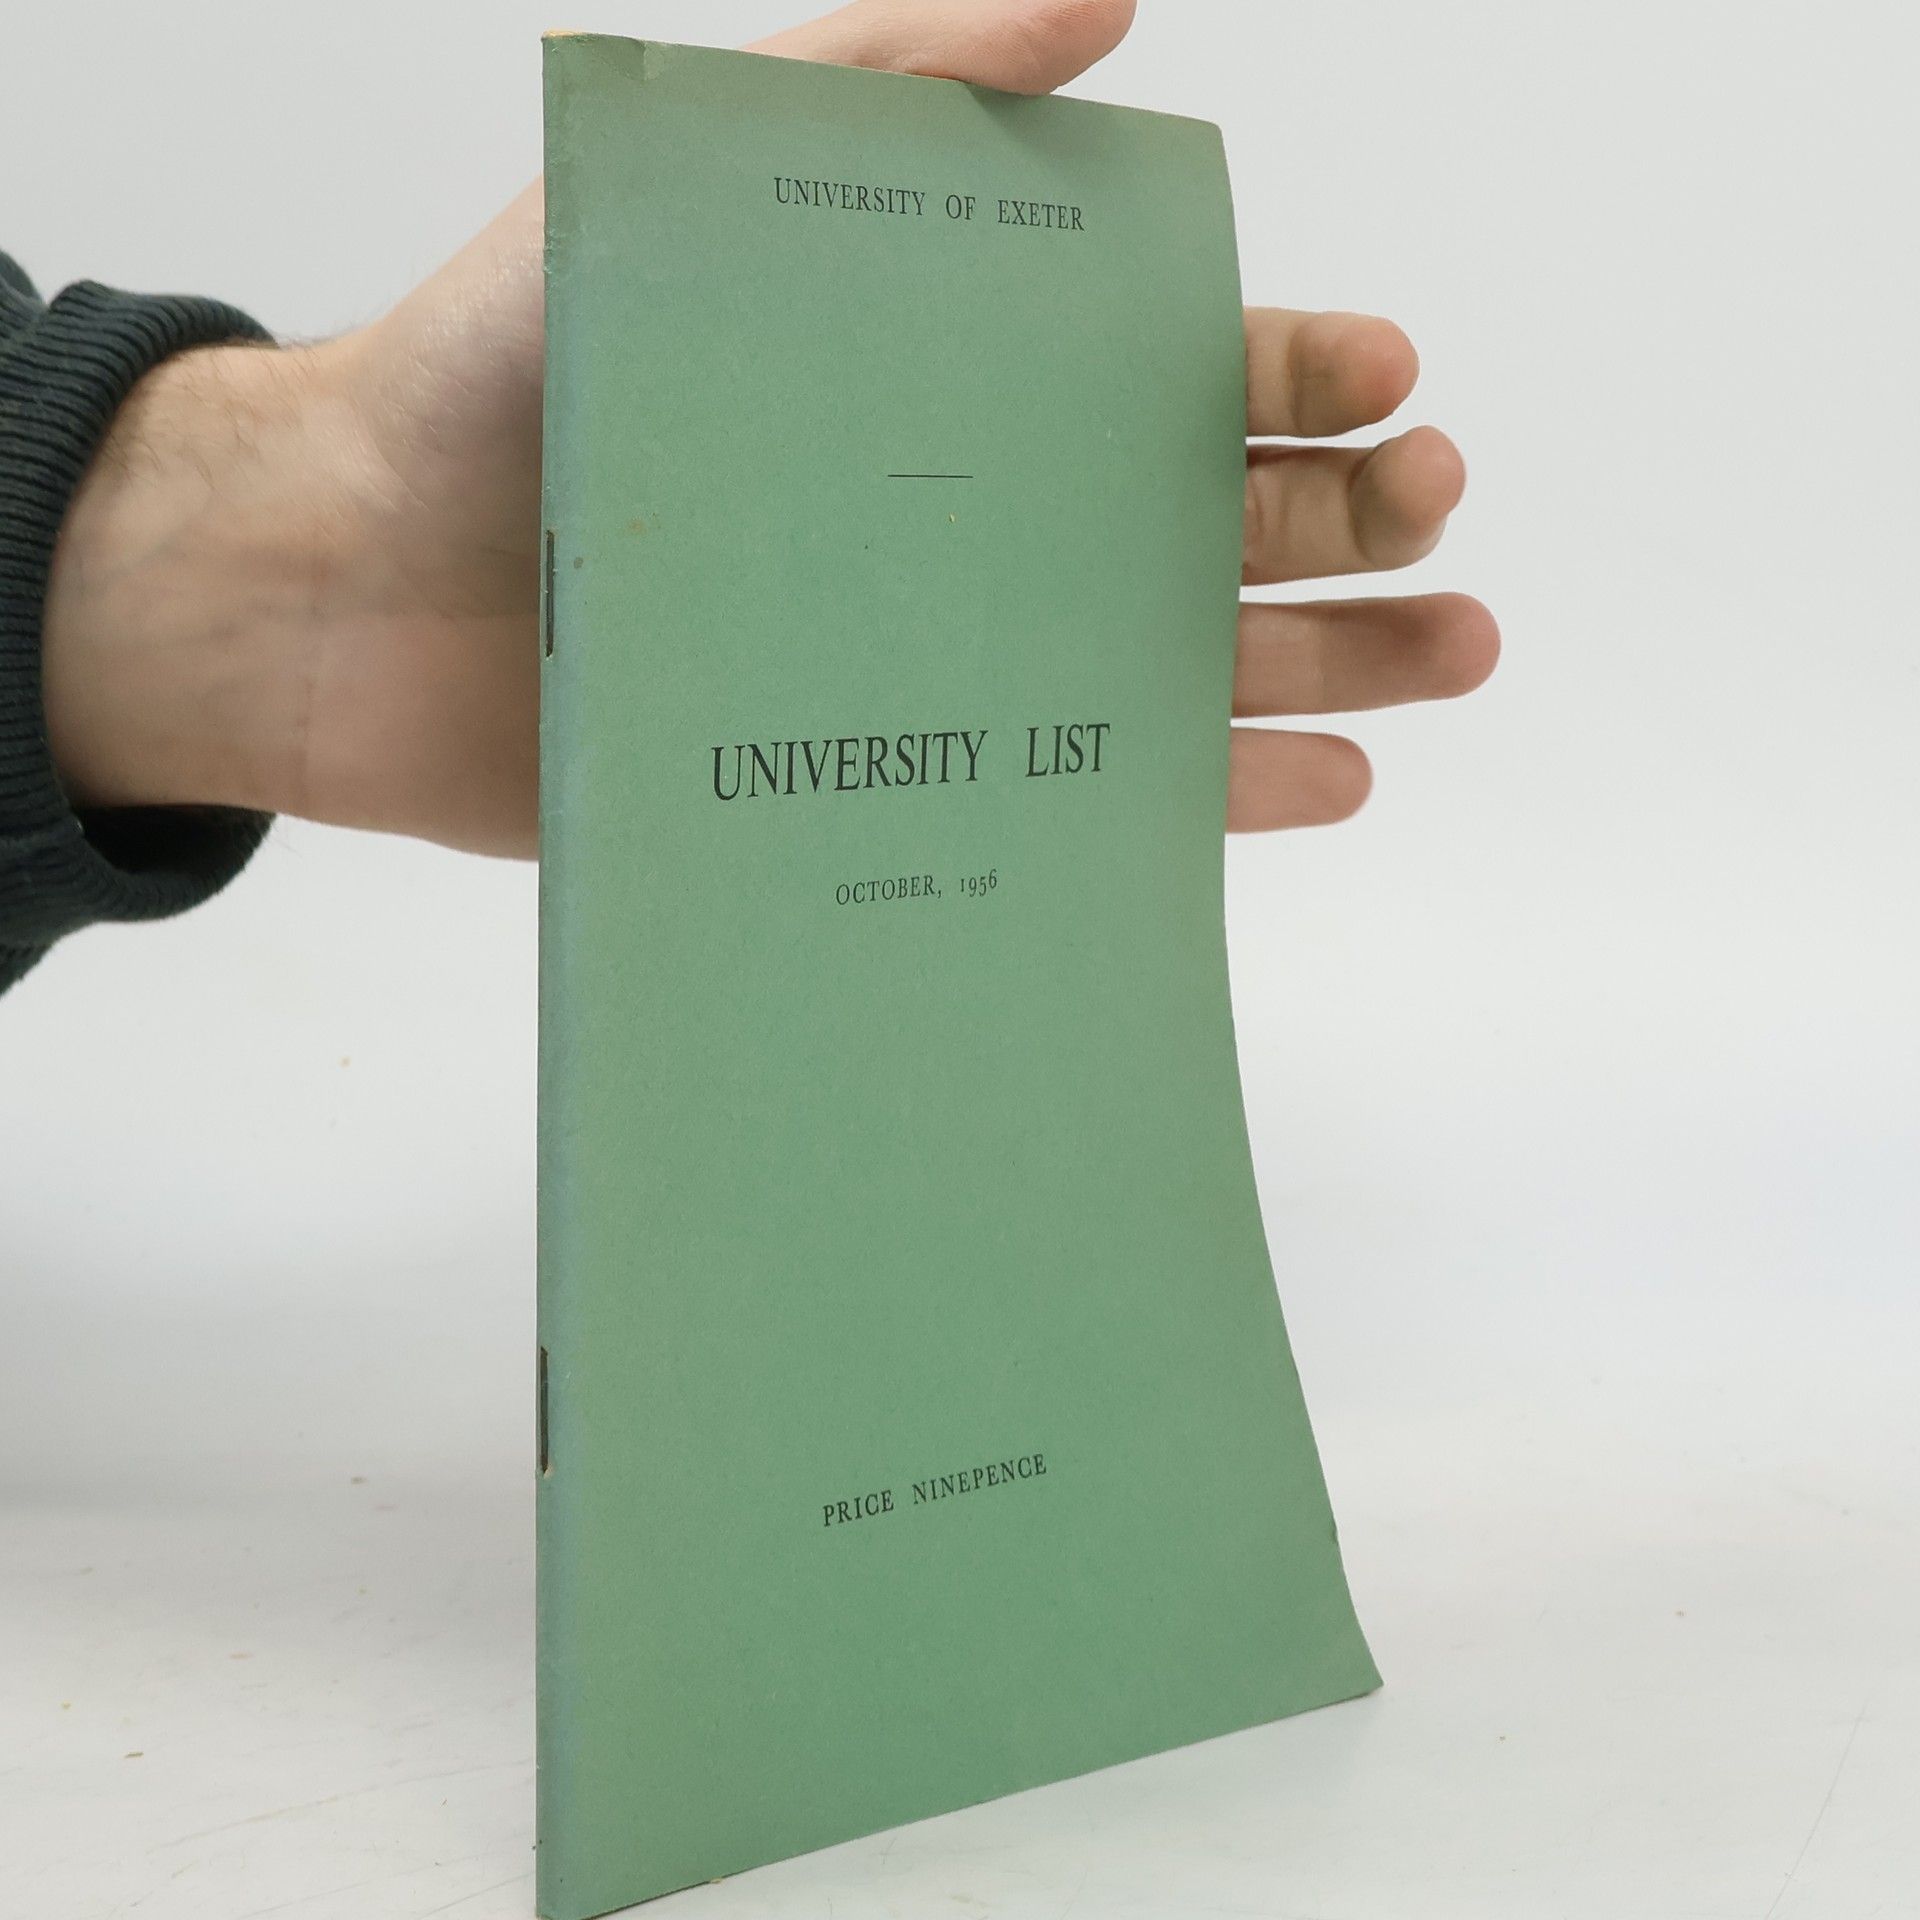 UNIVERSITY OF EXETER
UNIVERSITY LIST
OCTOBER, 1956
PRICE NINEPENCE